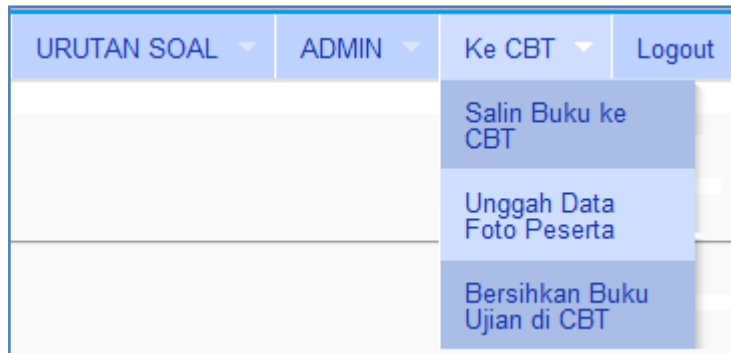 URUTAN SOAL
ADMIN
Ke CBT
Logout
Salin Buku ke
CBT
Unggah Data
Foto Peserta
Bersihkan Buku
Ujian di CBT